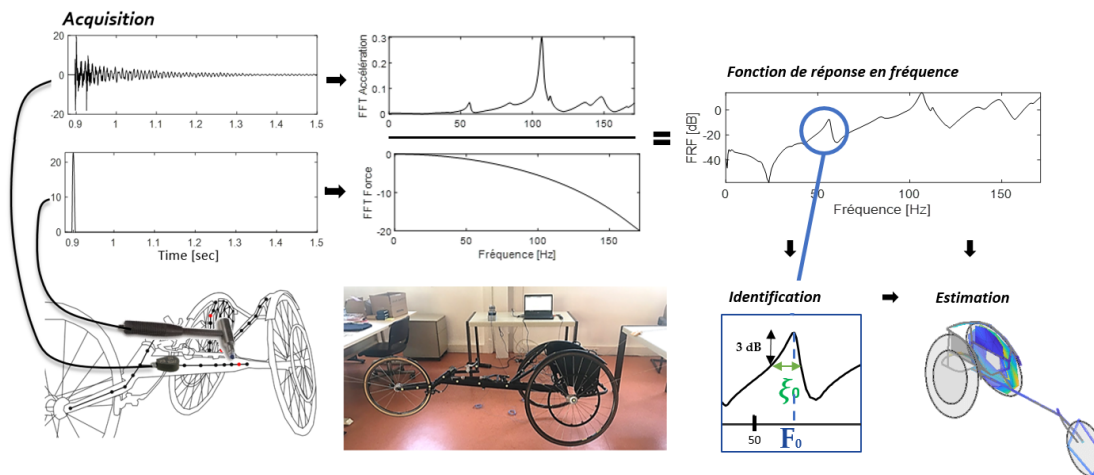 Acquisition
20
0
-20
0.9 1 1.1 1.2 1.3 1.4 1.5
20
10
0
0.9 1 1.1 1.2 1.3 1.4 1.5
Time [sec]
FFT Accélération
0.3
0.2
0.1
0
0 50 100 150
FFT Force
0
-10
-20
0 50 100 150
Fréquence [Hz]
Fonction de réponse en fréquence
FRF [dB]
0
-20
-40
0 50 100 150
Fréquence [Hz]
Identification
3 dB
ξ0
50
F0
Estimation